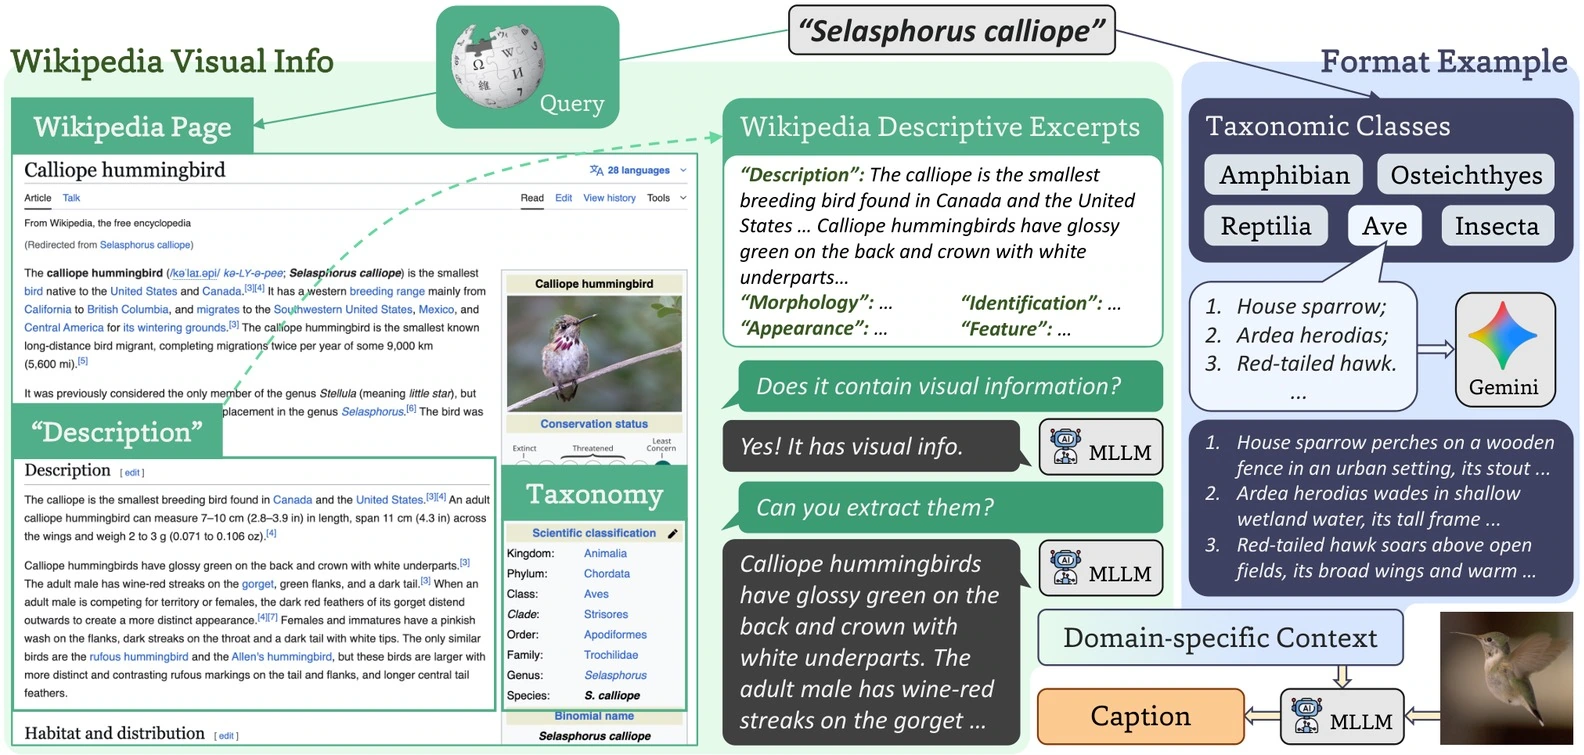 “Selasphorus calliope”
Wikipedia Visual Info
Query
Wikipedia Page
Calliope hummingbird
28 languages
Article Talk
Read Edit View history Tools
From Wikipedia, the free encyclopedia
(Redirected from Selasphorus calliope)
The calliope hummingbird (/kəˈlaɪ.əpi/ kə-LY-ə-pee; Selasphorus calliope) is the smallest
bird native to the United States and Canada.[3][4] It has a western breeding range mainly from
California to British Columbia, and migrates to the Southwestern United States, Mexico, and
Central America for its wintering grounds.[3] The calliope hummingbird is the smallest known
long-distance bird migrant, completing migrations twice per year of some 9,000 km
(5,600 mi).[5]
It was previously considered the only member of the genus Stellula (meaning little star), but
placement in the genus Selasphorus.[6] The bird was
“Description”
Description [ edit ]
The calliope is the smallest breeding bird found in Canada and the United States.[3][4] An adult
calliope hummingbird can measure 7–10 cm (2.8–3.9 in) in length, span 11 cm (4.3 in) across
the wings and weigh 2 to 3 g (0.071 to 0.106 oz).[4]
Calliope hummingbirds have glossy green on the back and crown with white underparts.[3]
The adult male has wine-red streaks on the gorget, green flanks, and a dark tail.[3] When an
adult male is competing for territory or females, the dark red feathers of its gorget distend
outwards to create a more distinct appearance.[4][7] Females and immatures have a pinkish
wash on the flanks, dark streaks on the throat and a dark tail with white tips. The only similar
birds are the rufous hummingbird and the Allen's hummingbird, but these birds are larger with
more distinct and contrasting rufous markings on the tail and flanks, and longer central tail
feathers.
Habitat and distribution [ edit ]
Calliope hummingbird
Conservation status
Extinct Threatened Least
Concern
Taxonomy
Scientific classification
Kingdom: Animalia
Phylum: Chordata
Class: Aves
Clade: Strisores
Order: Apodiformes
Family: Trochilidae
Genus: Selasphorus
Species: S. calliope
Binomial name
Selasphorus calliope
Wikipedia Descriptive Excerpts
“Description”: The calliope is the smallest
breeding bird found in Canada and the United
States ... Calliope hummingbirds have glossy
green on the back and crown with white
underparts...
“Morphology”: ... “Identification”: ...
“Appearance”: ... “Feature”: ...
Does it contain visual information?
Yes! It has visual info.
AI MLLM
Can you extract them?
AI MLLM
Calliope hummingbirds
have glossy green on the
back and crown with
white underparts. The
adult male has wine-red
streaks on the gorget ...
Format Example
Taxonomic Classes
Amphibian Osteichthyes
Reptilia Ave Insecta
1. House sparrow;
2. Ardea herodias;
3. Red-tailed hawk.
...
Gemini
1. House sparrow perches on a wooden
fence in an urban setting, its stout ...
2. Ardea herodias wades in shallow
wetland water, its tall frame ...
3. Red-tailed hawk soars above open
fields, its broad wings and warm ...
Domain-specific Context
Caption
AI MLLM